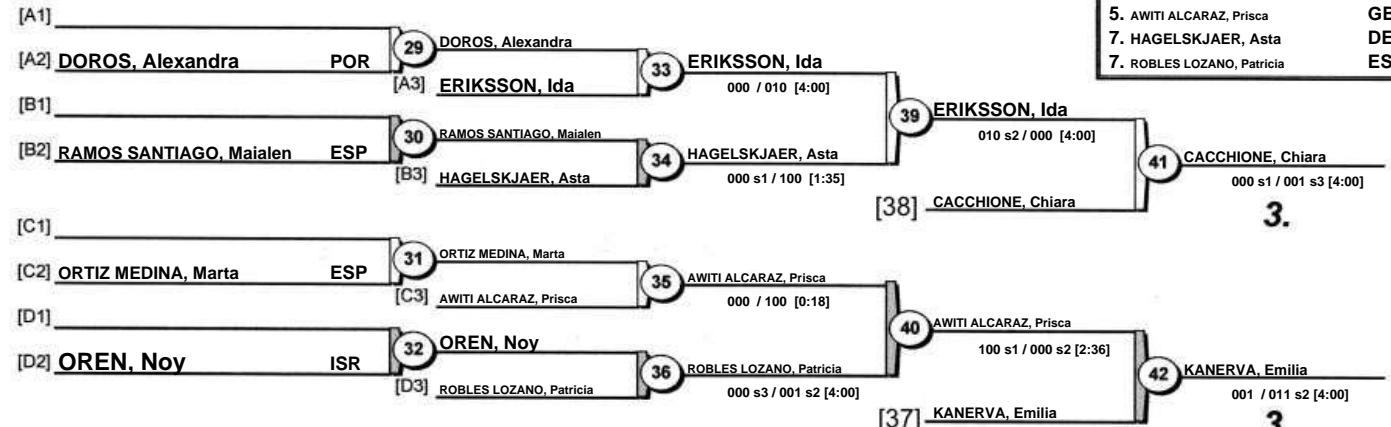 5. AWITI ALCARAZ, Prisca
7. HAGELSKJAER, Asta
7. ROBLES LOZANO, Patricia ES
[A1]
[A2] DOROS, Alexandra POR
29 DOROS, Alexandra
[A3] ERIKSSON, Ida
33 ERIKSSON, Ida
000 / 010 [4:00]
[B1]
[B2] RAMOS SANTIAGO, Maialen ESP
30 RAMOS SANTIAGO, Maialen
[B3] HAGELSKJAER, Asta
34 HAGELSKJAER, Asta
000 s1 / 100 [1:35]
39 ERIKSSON, Ida
010 s2 / 000 [4:00]
[38] CACCHIONE, Chiara
41 CACCHIONE, Chiara
000 s1 / 001 s3 [4:00]
3.
[C1]
[C2] ORTIZ MEDINA, Marta ESP
31 ORTIZ MEDINA, Marta
[C3] AWITI ALCARAZ, Prisca
35 AWITI ALCARAZ, Prisca
000 / 100 [0:18]
[D1]
[D2] OREN, Noy ISR
32 OREN, Noy
[D3] ROBLES LOZANO, Patricia
36 ROBLES LOZANO, Patricia
000 s3 / 001 s2 [4:00]
40 AWITI ALCARAZ, Prisca
100 s1 / 000 s2 [2:36]
[37] KANERVA, Emilia
42 KANERVA, Emilia
001 / 011 s2 [4:00]
3